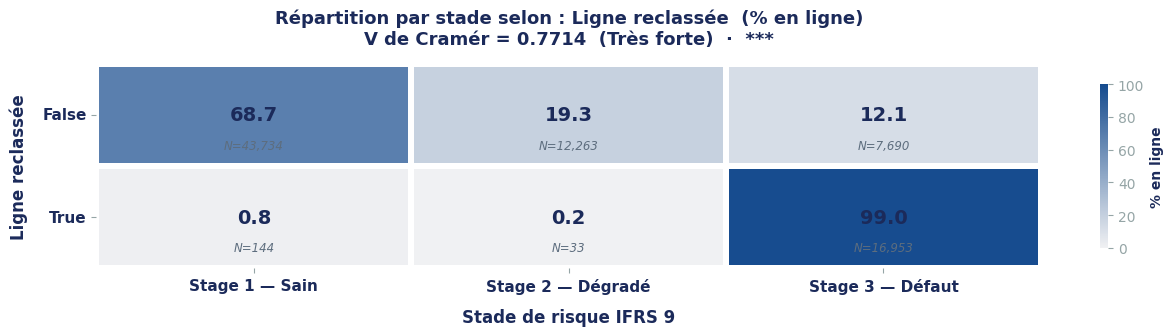 Répartition par stade selon : Ligne reclassée  (% en ligne)
V de Cramér = 0.7714  (Très forte)  ·  ***
Ligne reclassée
False
68.7
N=43,734
19.3
N=12,263
12.1
N=7,690
True
0.8
N=144
0.2
N=33
99.0
N=16,953
Stage 1 — Sain
Stage 2 — Dégradé
Stage 3 — Défaut
Stade de risque IFRS 9
100
80
60
40
20
0
% en ligne